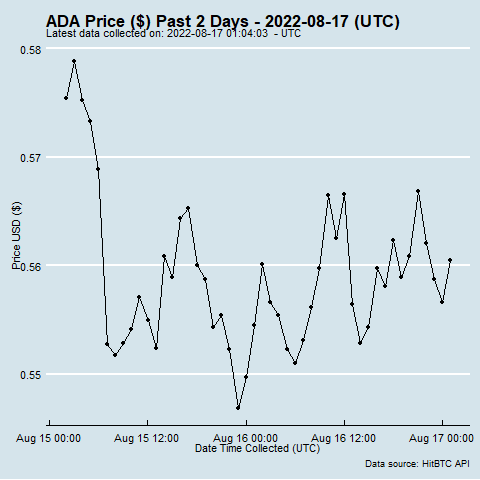 ADA Price ($) Past 2 Days - 2022-08-17 (UTC)
Latest data collected on: 2022-08-17 01:04:03 - UTC
0.58
0.57
0.56
0.55
Price USD ($)
Aug 15 00:00 Aug 15 12:00 Aug 16 00:00 Aug 16 12:00 Aug 17 00:00
Date Time Collected (UTC)
Data source: HitBTC API